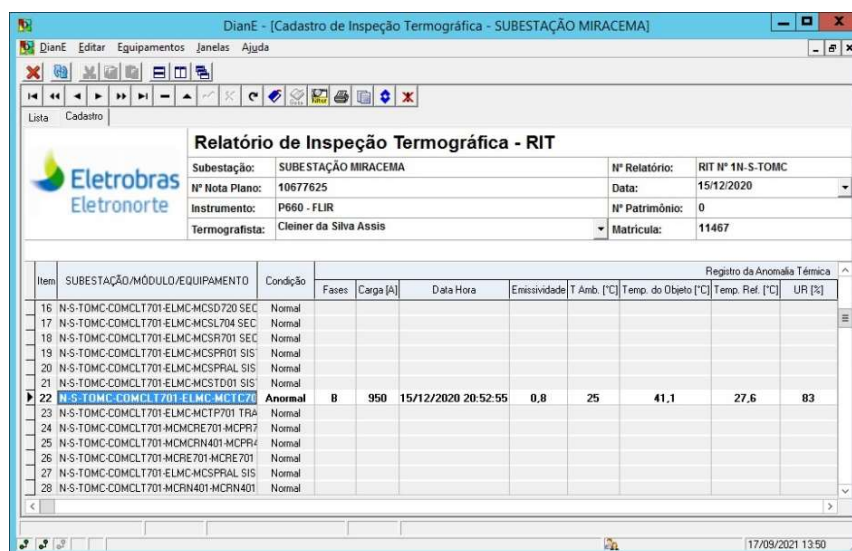 DianE - [Cadastro de Inspeção Termográfica - SUBESTAÇÃO MIRACEMA]
DianE Editar Equipamentos Janelas Ajuda
Lista Cadastro
Eletrobras
Eletronorte
Relatório de Inspeção Termográfica - RIT
Subestação: SUBESTAÇÃO MIRACEMA Nº Relatório: RIT Nº 1N-S-TOMC
Nº Nota Plano: 10677625 Data: 15/12/2020
Instrumento: P660 - FLIR Nº Patrimônio: 0
Termografista: Cleiner da Silva Assis Matricula: 11467
Registro da Anomalia Térmica
Item SUBESTAÇÃO/MÓDULO/EQUIPAMENTO Condição Fases Carga [A] Data Hora Emissividade T Amb. [°C] Temp. do Objeto [°C] Temp. Ref. [°C] UR [%]
16 N-S-TOMC-COMCLT701-ELMC-MCSD720 SEC Normal
17 N-S-TOMC-COMCLT701-ELMC-MCSL704 SEC Normal
18 N-S-TOMC-COMCLT701-ELMC-MCSR701 SEC Normal
19 N-S-TOMC-COMCLT701-ELMC-MCSPR01 SIS Normal
20 N-S-TOMC-COMCLT701-ELMC-MCSPRAL SIS Normal
21 N-S-TOMC-COMCLT701-ELMC-MCSTD01 SIS Normal
22 N-S-TOMC-COMCLT701-ELMC-MCTC70 Anormal B 950 15/12/2020 20:52:55 0,8 25 41,1 27,6 83
23 N-S-TOMC-COMCLT701-ELMC-MCTP701 TRA Normal
24 N-S-TOMC-COMCLT701-MCMCRE701-MCPR7 Normal
25 N-S-TOMC-COMCLT701-MCMCRN401-MCPR4 Normal
26 N-S-TOMC-COMCLT701-MCRE701-MCRE701 Normal
27 N-S-TOMC-COMCLT701-ELMC-MCSPRAL SIS Normal
28 N-S-TOMC-COMCLT701-MCRN401-MCRN401 Normal
17/09/2021 13:50